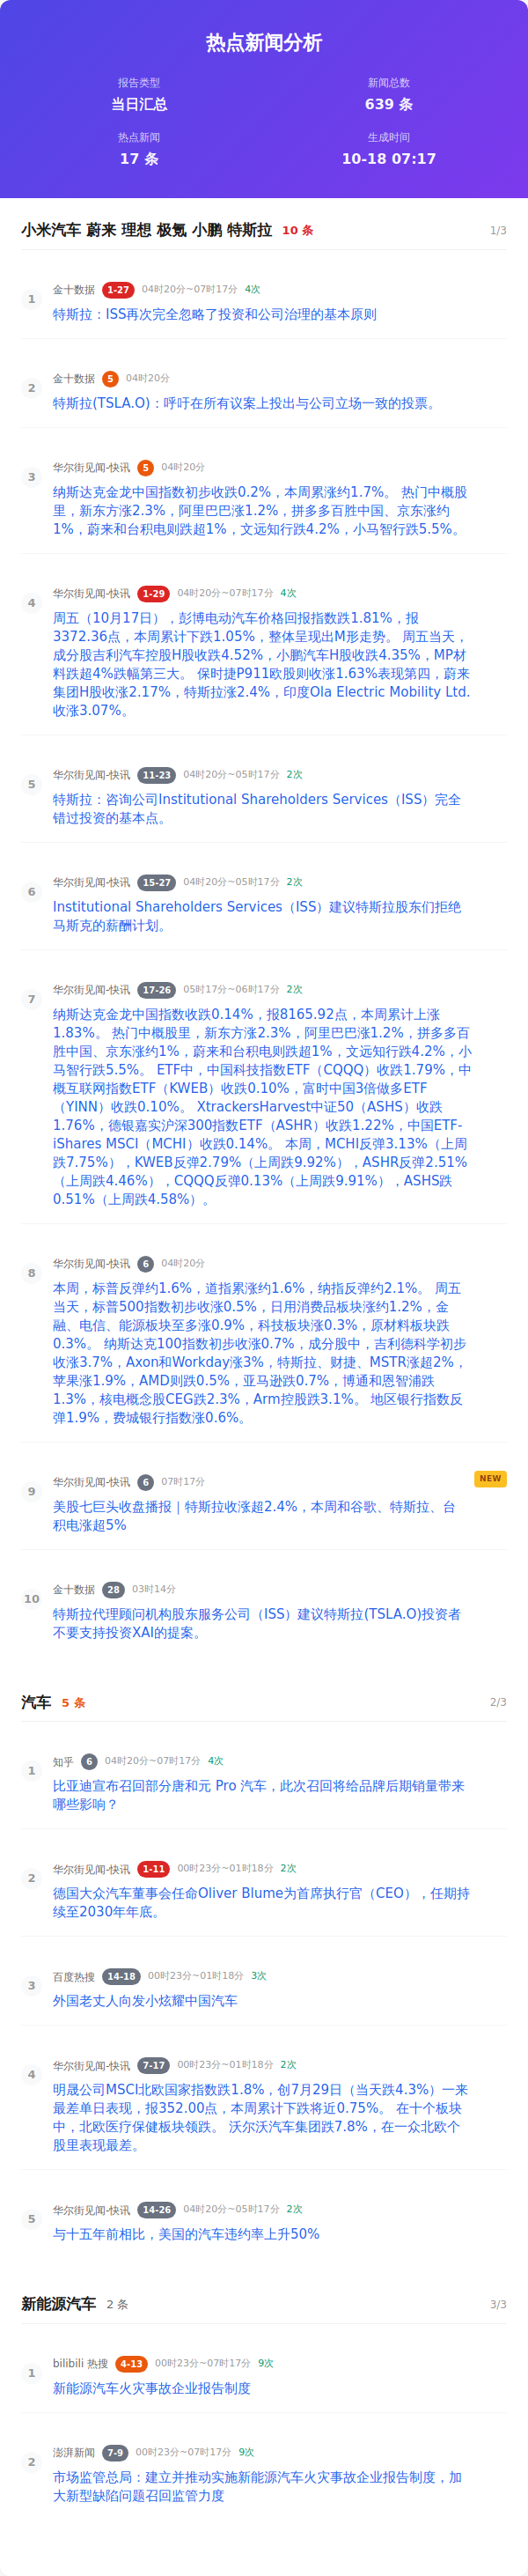 热点新闻分析
报告类型
当日汇总
新闻总数
639 条
热点新闻
17 条
生成时间
10-18 07:17
小米汽车 蔚来 理想 极氪 小鹏 特斯拉 10 条 1/3
1 金十数据 1-27 04时20分~07时17分 4次
特斯拉：ISS再次完全忽略了投资和公司治理的基本原则
2 金十数据 5 04时20分
特斯拉(TSLA.O)：呼吁在所有议案上投出与公司立场一致的投票。
3 华尔街见闻-快讯 5 04时20分
纳斯达克金龙中国指数初步收跌0.2%，本周累涨约1.7%。 热门中概股
里，新东方涨2.3%，阿里巴巴涨1.2%，拼多多百胜中国、京东涨约
1%，蔚来和台积电则跌超1%，文远知行跌4.2%，小马智行跌5.5%。
4 华尔街见闻-快讯 1-29 04时20分~07时17分 4次
周五（10月17日），彭博电动汽车价格回报指数跌1.81%，报
3372.36点，本周累计下跌1.05%，整体呈现出M形走势。 周五当天，
成分股吉利汽车控股H股收跌4.52%，小鹏汽车H股收跌4.35%，MP材
料跌超4%跌幅第三大。 保时捷P911欧股则收涨1.63%表现第四，蔚来
集团H股收涨2.17%，特斯拉涨2.4%，印度Ola Electric Mobility Ltd.
收涨3.07%。
5 华尔街见闻-快讯 11-23 04时20分~05时17分 2次
特斯拉：咨询公司Institutional Shareholders Services（ISS）完全
错过投资的基本点。
6 华尔街见闻-快讯 15-27 04时20分~05时17分 2次
Institutional Shareholders Services（ISS）建议特斯拉股东们拒绝
马斯克的薪酬计划。
7 华尔街见闻-快讯 17-26 05时17分~06时17分 2次
纳斯达克金龙中国指数收跌0.14%，报8165.92点，本周累计上涨
1.83%。 热门中概股里，新东方涨2.3%，阿里巴巴涨1.2%，拼多多百
胜中国、京东涨约1%，蔚来和台积电则跌超1%，文远知行跌4.2%，小
马智行跌5.5%。 ETF中，中国科技指数ETF（CQQQ）收跌1.79%，中
概互联网指数ETF（KWEB）收跌0.10%，富时中国3倍做多ETF
（YINN）收跌0.10%。 XtrackersHarvest中证50（ASHS）收跌
1.76%，德银嘉实沪深300指数ETF（ASHR）收跌1.22%，中国ETF-
iShares MSCI（MCHI）收跌0.14%。 本周，MCHI反弹3.13%（上周
跌7.75%），KWEB反弹2.79%（上周跌9.92%），ASHR反弹2.51%
（上周跌4.46%），CQQQ反弹0.13%（上周跌9.91%），ASHS跌
0.51%（上周跌4.58%）。
8 华尔街见闻-快讯 6 04时20分
本周，标普反弹约1.6%，道指累涨约1.6%，纳指反弹约2.1%。 周五
当天，标普500指数初步收涨0.5%，日用消费品板块涨约1.2%，金
融、电信、能源板块至多涨0.9%，科技板块涨0.3%，原材料板块跌
0.3%。 纳斯达克100指数初步收涨0.7%，成分股中，吉利德科学初步
收涨3.7%，Axon和Workday涨3%，特斯拉、财捷、MSTR涨超2%，
苹果涨1.9%，AMD则跌0.5%，亚马逊跌0.7%，博通和恩智浦跌
1.3%，核电概念股CEG跌2.3%，Arm控股跌3.1%。 地区银行指数反
弹1.9%，费城银行指数涨0.6%。
9 华尔街见闻-快讯 6 07时17分 NEW
美股七巨头收盘播报｜特斯拉收涨超2.4%，本周和谷歌、特斯拉、台
积电涨超5%
10 金十数据 28 03时14分
特斯拉代理顾问机构股东服务公司（ISS）建议特斯拉(TSLA.O)投资者
不要支持投资XAI的提案。
汽车 5 条 2/3
1 知乎 6 04时20分~07时17分 4次
比亚迪宣布召回部分唐和元 Pro 汽车，此次召回将给品牌后期销量带来
哪些影响？
2 华尔街见闻-快讯 1-11 00时23分~01时18分 2次
德国大众汽车董事会任命Oliver Blume为首席执行官（CEO），任期持
续至2030年年底。
3 百度热搜 14-18 00时23分~01时18分 3次
外国老丈人向发小炫耀中国汽车
4 华尔街见闻-快讯 7-17 00时23分~01时18分 2次
明晟公司MSCI北欧国家指数跌1.8%，创7月29日（当天跌4.3%）一来
最差单日表现，报352.00点，本周累计下跌将近0.75%。 在十个板块
中，北欧医疗保健板块领跌。 沃尔沃汽车集团跌7.8%，在一众北欧个
股里表现最差。
5 华尔街见闻-快讯 14-26 04时20分~05时17分 2次
与十五年前相比，美国的汽车违约率上升50%
新能源汽车 2 条 3/3
1 bilibili 热搜 4-13 00时23分~07时17分 9次
新能源汽车火灾事故企业报告制度
2 澎湃新闻 7-9 00时23分~07时17分 9次
市场监管总局：建立并推动实施新能源汽车火灾事故企业报告制度，加
大新型缺陷问题召回监管力度